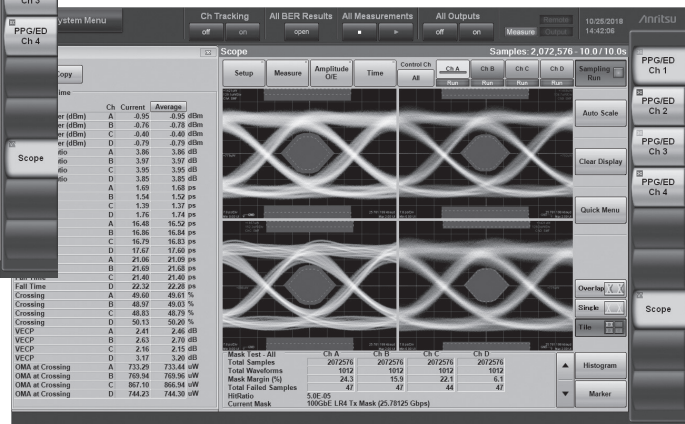 Ch 3
PPG/ED
Ch 4
Scope
System Menu
Ch Tracking
off on
All BER Results
open
All Measurements
All Outputs
off on
Measure
Remote
Output
10/25/2018
14:42:06
Anritsu
Copy
Time
Ch Current Average
er (dBm) A -0.95 -0.95 dBm
er (dBm) B -0.76 -0.78 dBm
er (dBm) C -0.40 -0.40 dBm
er (dBm) D -0.79 -0.79 dBm
tio A 3.86 3.86 dB
tio B 3.97 3.97 dB
tio C 3.95 3.95 dB
tio D 3.85 3.85 dB
A 1.69 1.68 ps
B 1.54 1.52 ps
C 1.39 1.37 ps
D 1.76 1.74 ps
A 16.48 16.52 ps
B 16.86 16.84 ps
C 16.79 16.83 ps
D 17.67 17.60 ps
A 21.06 21.09 ps
B 21.69 21.68 ps
Fall Time C 21.40 21.40 ps
Fall Time D 22.32 22.28 ps
Crossing A 49.60 49.61 %
Crossing B 48.97 49.03 %
Crossing C 48.83 48.79 %
Crossing D 50.13 50.20 %
VECP A 2.41 2.46 dB
VECP B 2.63 2.70 dB
VECP C 2.16 2.15 dB
VECP D 3.17 3.20 dB
OMA at Crossing A 733.29 733.44 uW
OMA at Crossing B 769.94 769.96 uW
OMA at Crossing C 867.10 866.94 uW
OMA at Crossing D 744.23 744.30 uW
Scope
Samples: 2,072,576 - 10.0 / 10.0s
Setup
Measure
Amplitude
O/E
Time
Control Ch
All
Ch A
Run
Ch B
Run
Ch C
Run
Ch D
Run
Sampling
Run
Auto Scale
Clear Display
Quick Menu
Overlap
Single
Tile
Histogram
Marker
Mask Test - All Ch A Ch B Ch C Ch D
Total Samples 2072576 2072576 2072576 2072576
Total Waveforms 1012 1012 1012 1012
Mask Margin (%) 24.3 15.9 22.1 6.1
Total Failed Samples 47 47 44 47
HitRatio 5.0E-05
Current Mask 100GbE LR4 Tx Mask (25.78125 Gbps)
PPG/ED
Ch 1
PPG/ED
Ch 2
PPG/ED
Ch 3
PPG/ED
Ch 4
Scope